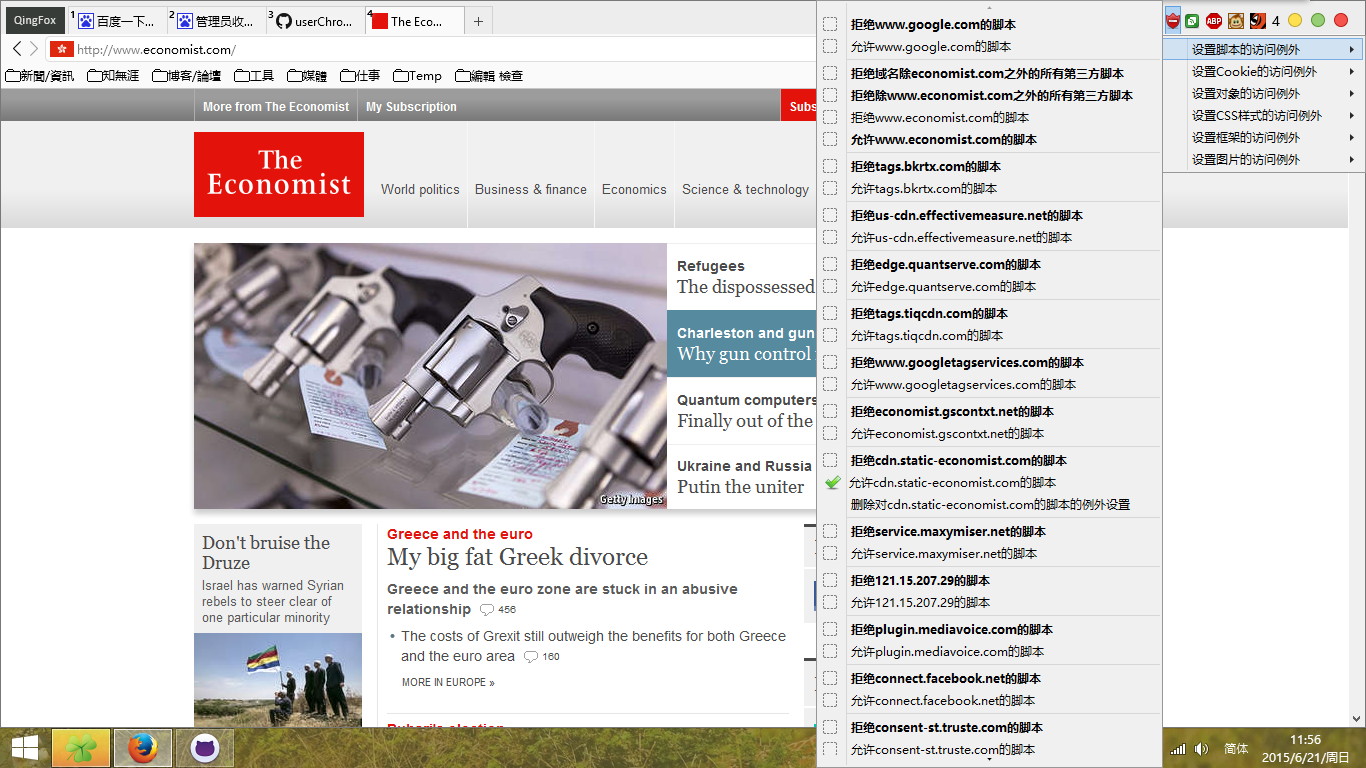 QingFox
1 百度一下...
2 管理员收...
3 userChro...
4 The Eco...
http://www.economist.com/
新聞/資訊 知無涯 博客/論壇 工具 媒體 仕事 Temp 編輯 檢查
More from The Economist My Subscription Subs
The
Economist
World politics Business & finance Economics Science & technology
Getty Images
Refugees
The dispossessed
Charleston and gun
Why gun control
Quantum computers
Finally out of the
Ukraine and Russia
Putin the uniter
Don't bruise the
Druze
Israel has warned Syrian
rebels to steer clear of
one particular minority
Greece and the euro
My big fat Greek divorce
Greece and the euro zone are stuck in an abusive
relationship 456
• The costs of Grexit still outweigh the benefits for both Greece
and the euro area 160
MORE IN EUROPE »
拒绝www.google.com的脚本
允许www.google.com的脚本
拒绝域名除economist.com之外的所有第三方脚本
拒绝除www.economist.com之外的所有第三方脚本
拒绝www.economist.com的脚本
允许www.economist.com的脚本
拒绝tags.bkrtx.com的脚本
允许tags.bkrtx.com的脚本
拒绝us-cdn.effectivemeasure.net的脚本
允许us-cdn.effectivemeasure.net的脚本
拒绝edge.quantserve.com的脚本
允许edge.quantserve.com的脚本
拒绝tags.tiqcdn.com的脚本
允许tags.tiqcdn.com的脚本
拒绝www.googletagservices.com的脚本
允许www.googletagservices.com的脚本
拒绝economist.gscontxt.net的脚本
允许economist.gscontxt.net的脚本
拒绝cdn.static-economist.com的脚本
允许cdn.static-economist.com的脚本
删除对cdn.static-economist.com的脚本的例外设置
拒绝service.maxymiser.net的脚本
允许service.maxymiser.net的脚本
拒绝121.15.207.29的脚本
允许121.15.207.29的脚本
拒绝plugin.mediavoice.com的脚本
允许plugin.mediavoice.com的脚本
拒绝connect.facebook.net的脚本
允许connect.facebook.net的脚本
拒绝consent-st.truste.com的脚本
允许consent-st.truste.com的脚本
ABP 4
设置脚本的访问例外
设置Cookie的访问例外
设置对象的访问例外
设置CSS样式的访问例外
设置框架的访问例外
设置图片的访问例外
简体
11:56
2015/6/21/周日